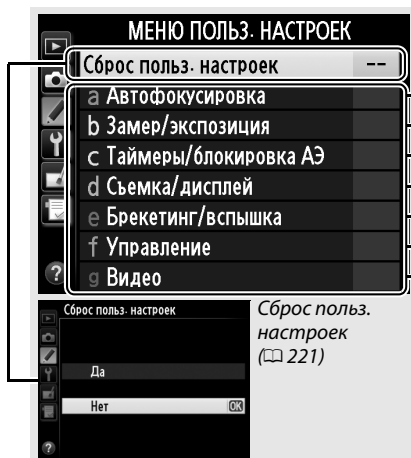 МЕНЮ ПОЛЬЗ. НАСТРОЕК
Сброс польз. настроек --
a Автофокусировка
b Замер/экспозиция
c Таймеры/блокировка АЭ
d Съемка/дисплей
e Брекетинг/вспышка
f Управление
g Видео
?
Сброс польз. настроек
Да
Нет OK
?
Сброс польз.
настроек
(📖 221)